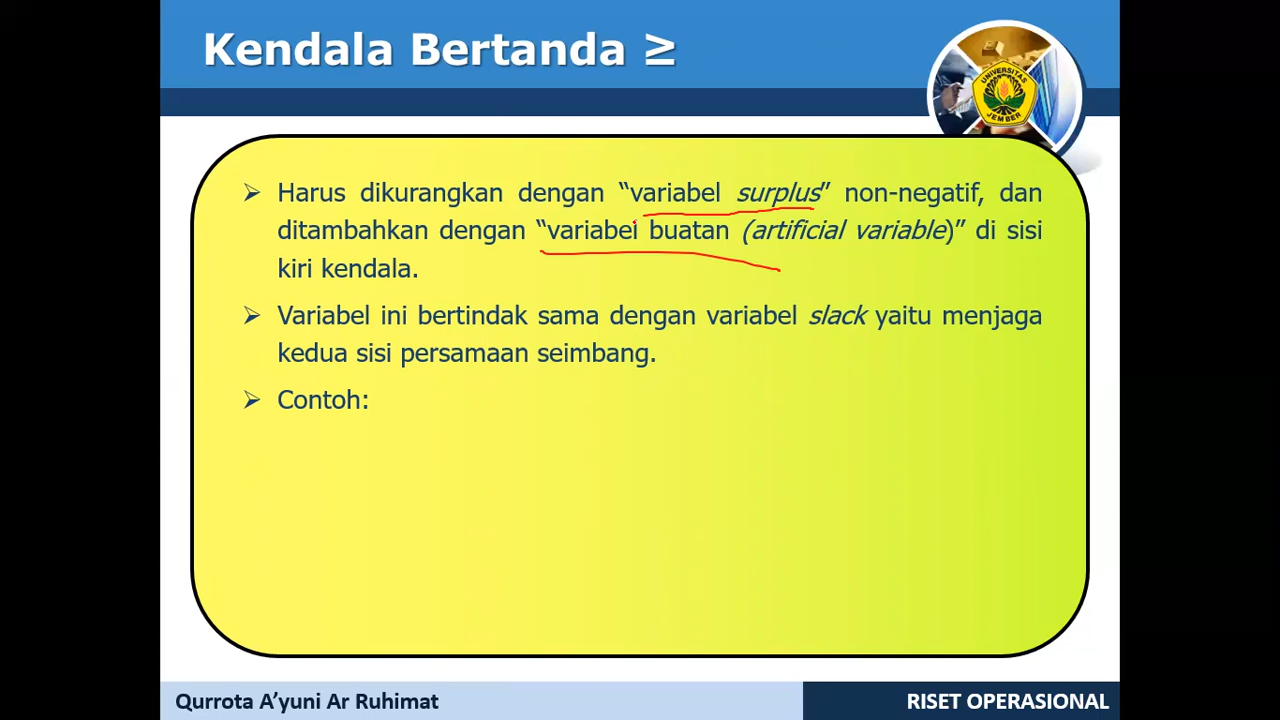 Kendala Bertanda ≥
UNIVERSITAS
JEMBER
➢ Harus dikurangkan dengan “variabel surplus” non-negatif, dan
ditambahkan dengan “variabel buatan (artificial variable)” di sisi
kiri kendala.
➢ Variabel ini bertindak sama dengan variabel slack yaitu menjaga
kedua sisi persamaan seimbang.
➢ Contoh:
Qurrota A’yuni Ar Ruhimat
RISET OPERASIONAL